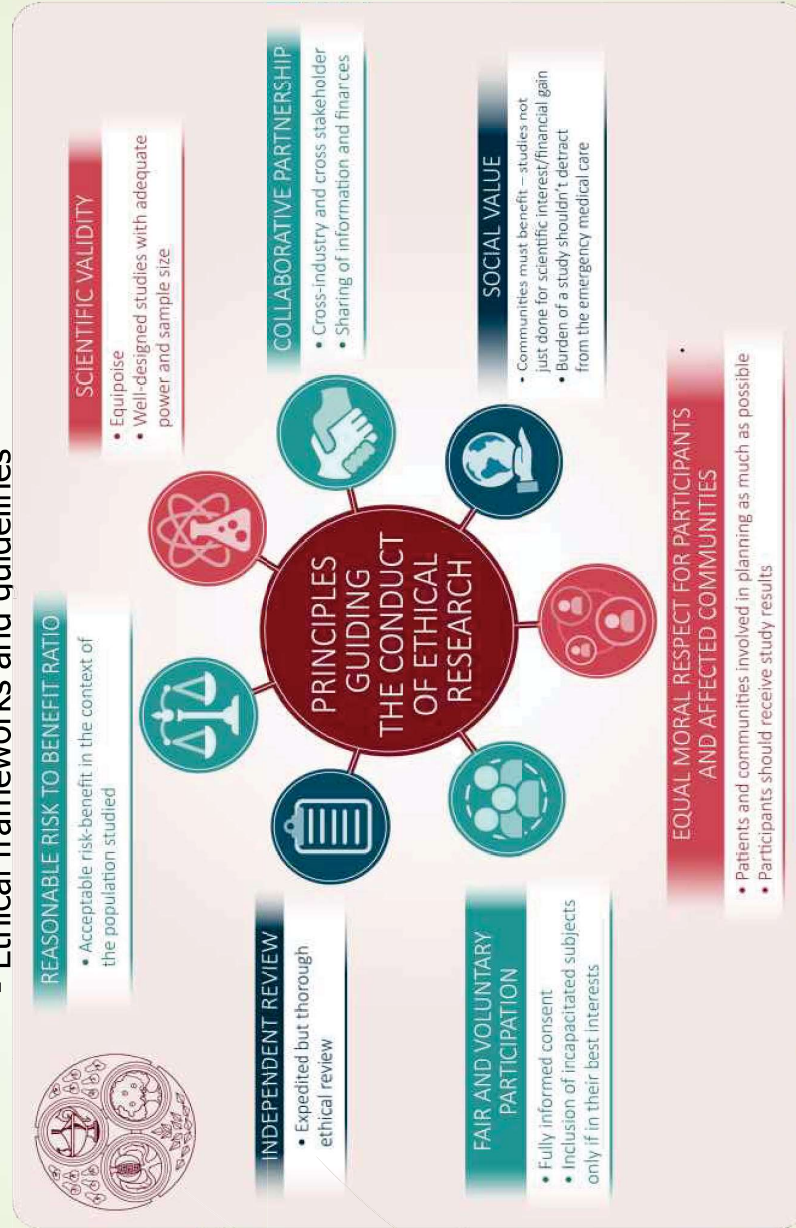 - Ethical frameworks and guidelines
REASONABLE RISK TO BENEFIT RATIO
• Acceptable risk-benefit in the context of
the population studied
SCIENTIFIC VALIDITY
• Equipoise
• Well-designed studies with adequate
power and sample size
INDEPENDENT REVIEW
• Expedited but thorough
ethical review
COLLABORATIVE PARTNERSHIP
• Cross-industry and cross stakeholder
• Sharing of information and finances
PRINCIPLES
GUIDING
THE CONDUCT
OF ETHICAL
RESEARCH
FAIR AND VOLUNTARY
PARTICIPATION
• Fully informed consent
• Inclusion of incapacitated subjects
only if in their best interests
SOCIAL VALUE
• Communities must benefit – studies not
just done for scientific interest/financial gain
• Burden of a study shouldn't detract
from the emergency medical care
EQUAL MORAL RESPECT FOR PARTICIPANTS
AND AFFECTED COMMUNITIES
• Patients and communities involved in planning as much as possible
• Participants should receive study results